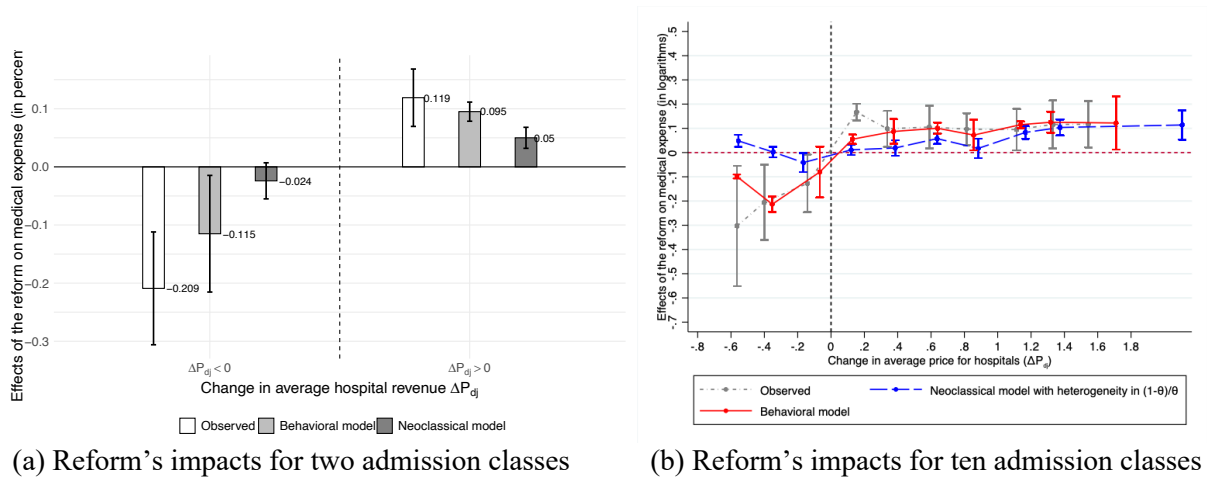 Effects of the reform on medical expense (in percen
0.1
0.0
−0.1
−0.2
−0.3
0.119
0.095
0.05
−0.024
−0.115
−0.209
ΔPdj < 0
ΔPdj > 0
Change in average hospital revenue ΔPdj
Observed
Behavioral model
Neoclassical model
(a) Reform’s impacts for two admission classes
Effects of the reform on medical expense (in logarithms)
.5
.4
.3
.2
.1
0
-.1
-.2
-.3
-.4
-.5
-.6
-.7
-.8 -.6 -.4 -.2 0 .2 .4 .6 .8 1 1.2 1.4 1.6 1.8
Change in average price for hospitals (ΔPdj)
Observed
Neoclassical model with heterogeneity in (1-θ)/θ
Behavioral model
(b) Reform’s impacts for ten admission classes